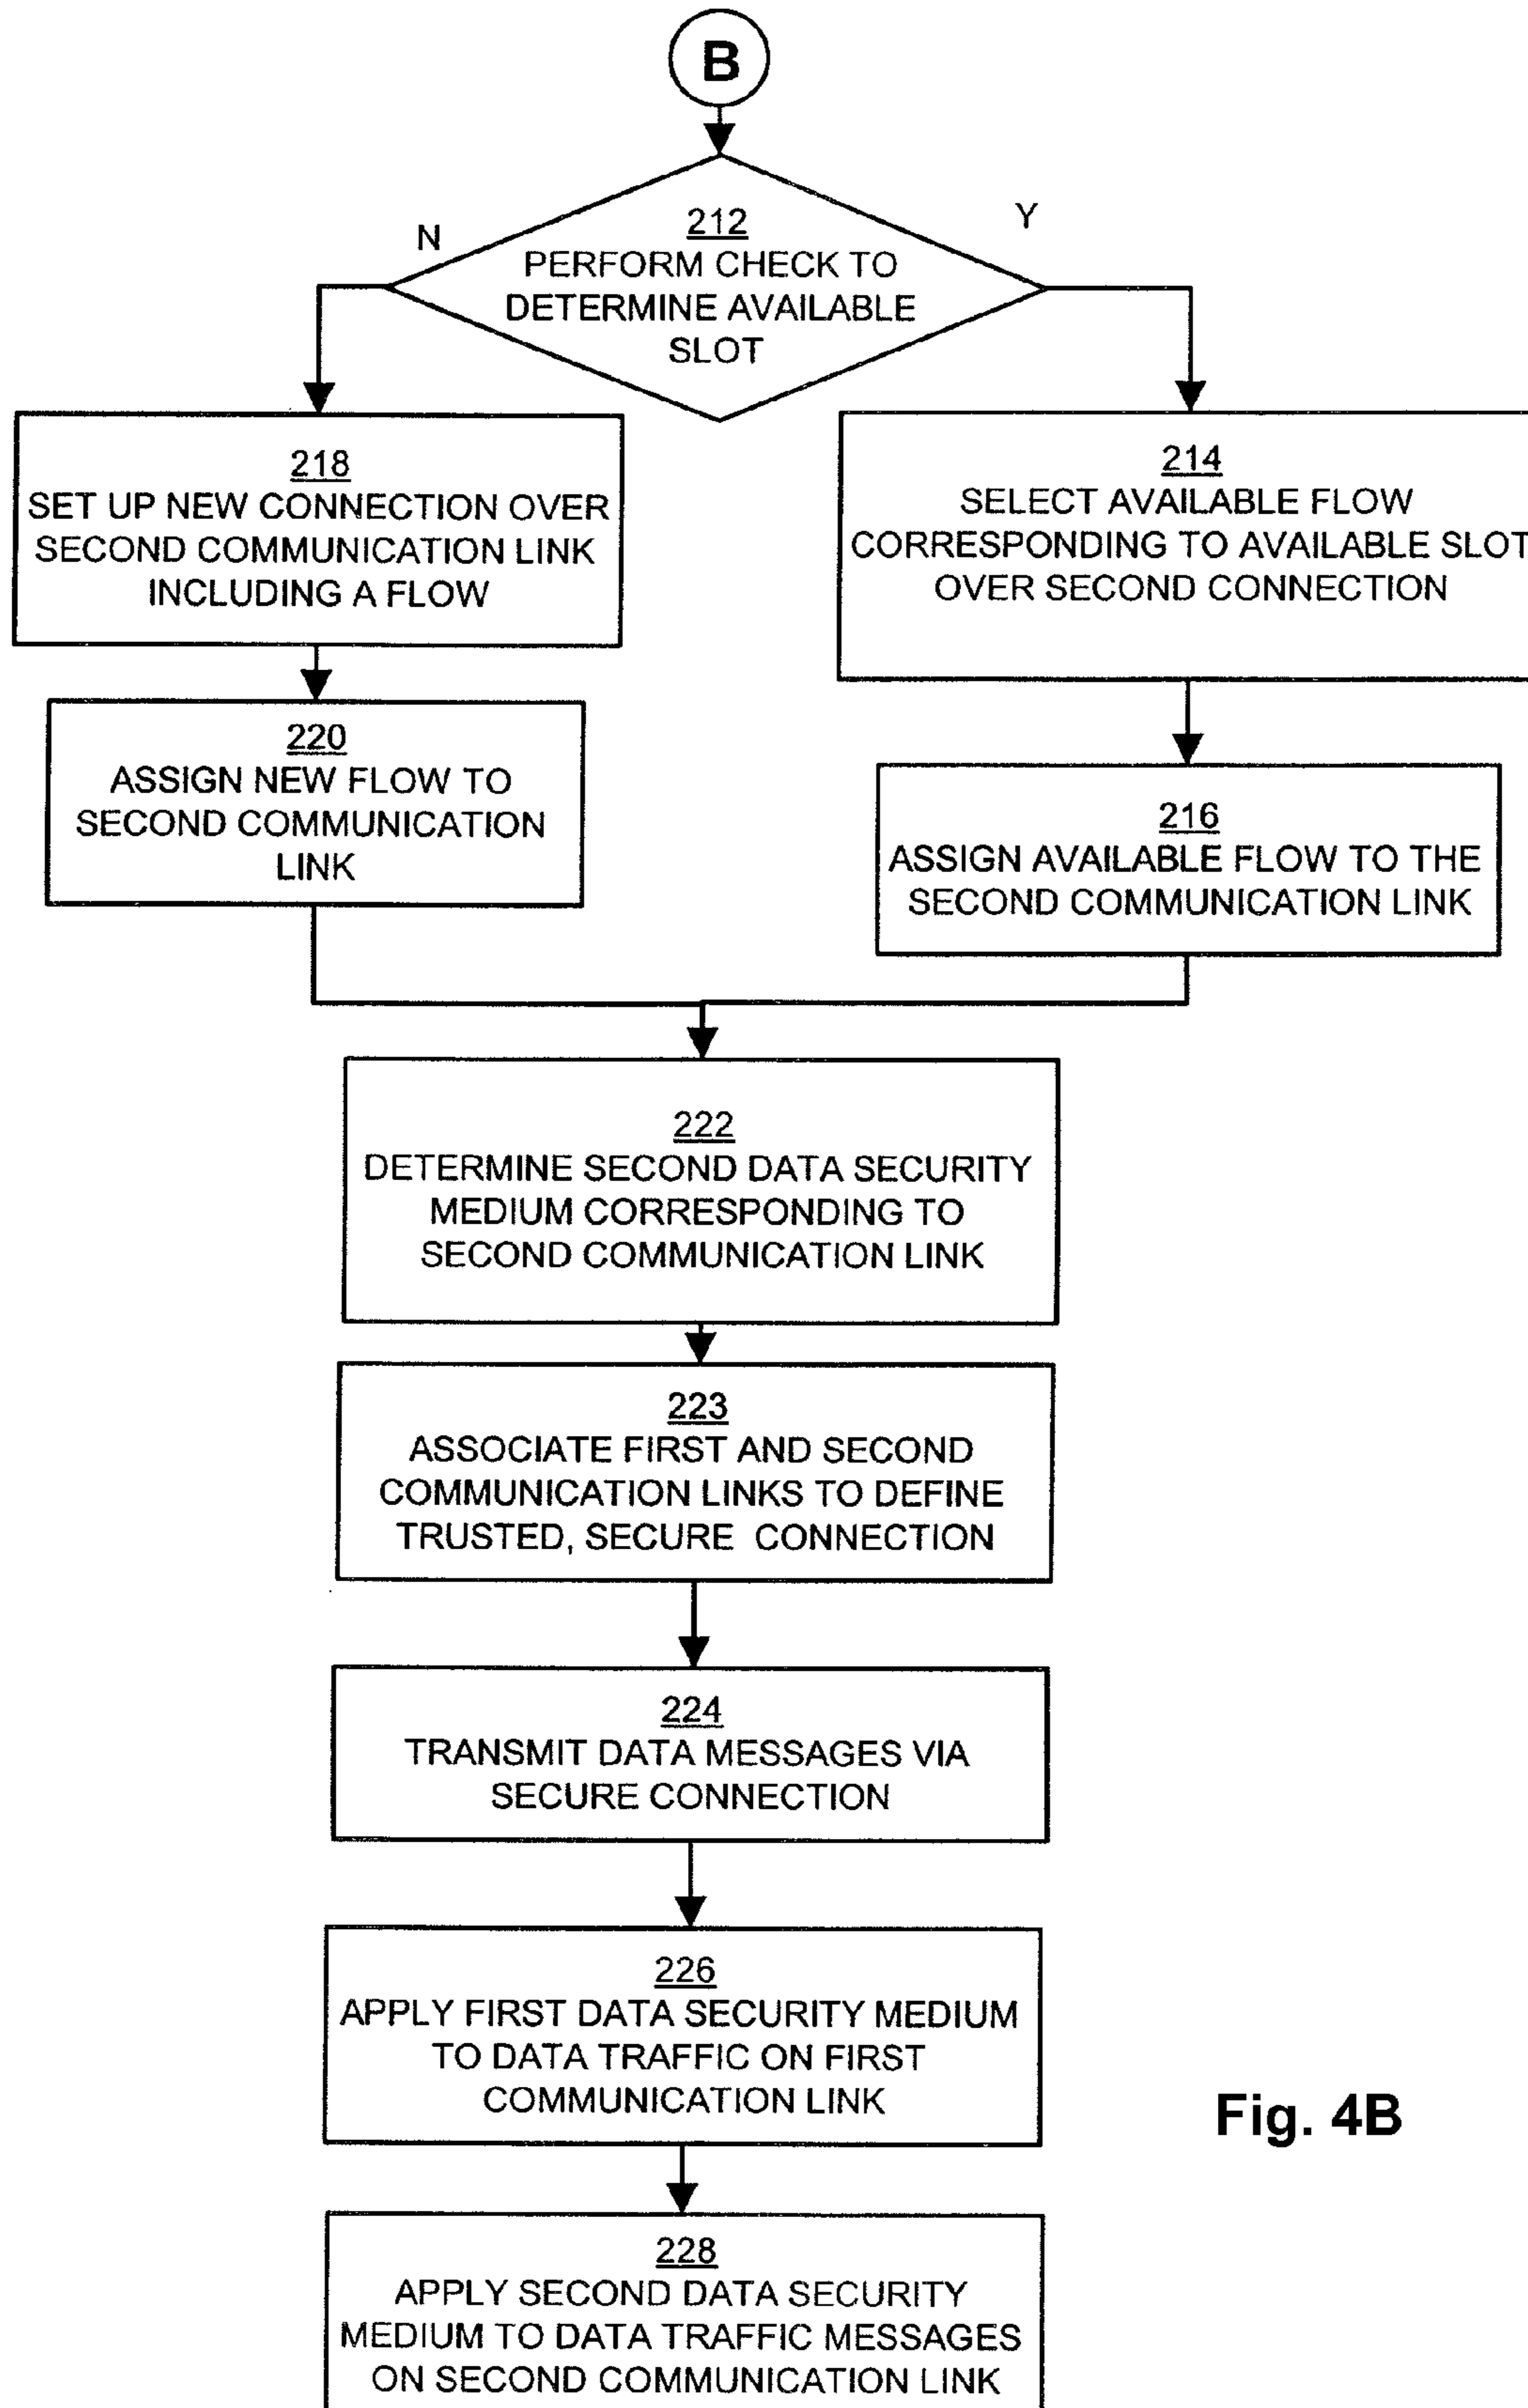 B
212
PERFORM CHECK TO
DETERMINE AVAILABLE
SLOT
N
Y
218
SET UP NEW CONNECTION OVER
SECOND COMMUNICATION LINK
INCLUDING A FLOW
214
SELECT AVAILABLE FLOW
CORRESPONDING TO AVAILABLE SLOT
OVER SECOND CONNECTION
220
ASSIGN NEW FLOW TO
SECOND COMMUNICATION
LINK
216
ASSIGN AVAILABLE FLOW TO THE
SECOND COMMUNICATION LINK
222
DETERMINE SECOND DATA SECURITY
MEDIUM CORRESPONDING TO
SECOND COMMUNICATION LINK
223
ASSOCIATE FIRST AND SECOND
COMMUNICATION LINKS TO DEFINE
TRUSTED, SECURE CONNECTION
224
TRANSMIT DATA MESSAGES VIA
SECURE CONNECTION
226
APPLY FIRST DATA SECURITY MEDIUM
TO DATA TRAFFIC ON FIRST
COMMUNICATION LINK
228
APPLY SECOND DATA SECURITY
MEDIUM TO DATA TRAFFIC MESSAGES
ON SECOND COMMUNICATION LINK
Fig. 4B